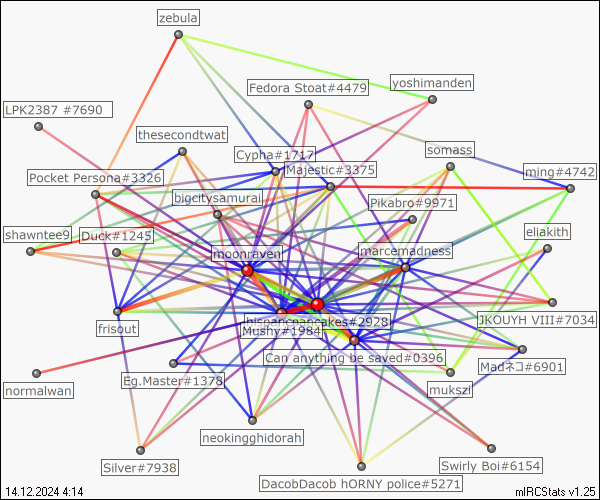 zebula
Fedora Stoat#4479
yoshimanden
LPK2387 #7690
thesecondtwat
Cypha#1717
somass
Majestic#3375
ming#4742
Pocket Persona#3326
bigcitysamurai
Pikabro#9971
shawntee9
Duck#1245
eliakith
moonraven
marcemadness
hispancpancakes#2928
JKOUYH VIII#7034
frisout
Mushy#1984
Can anything be saved#0396
Madネコ#6901
normalwan
Eg.Master#1378
mukszi
neokingghidorah
Silver#7938
Swirly Boi#6154
DacobDacob hORNY police#5271
14.12.2024 4:14
mIRCStats v1.25